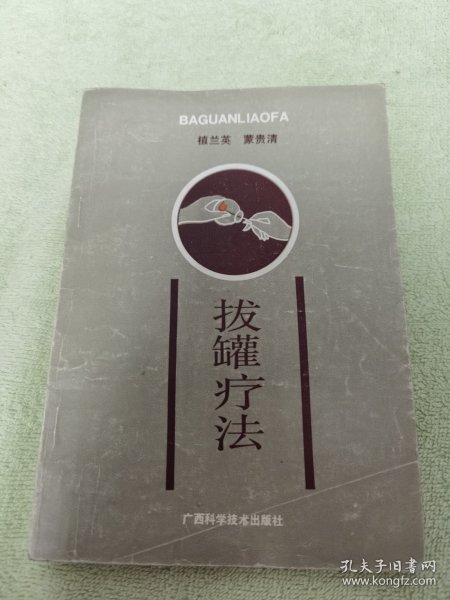 BAGUANLIAOFA
植兰英 蒙贵清
拔罐疗法
广西科学技术出版社
孔夫子旧书网
www.kongfz.com